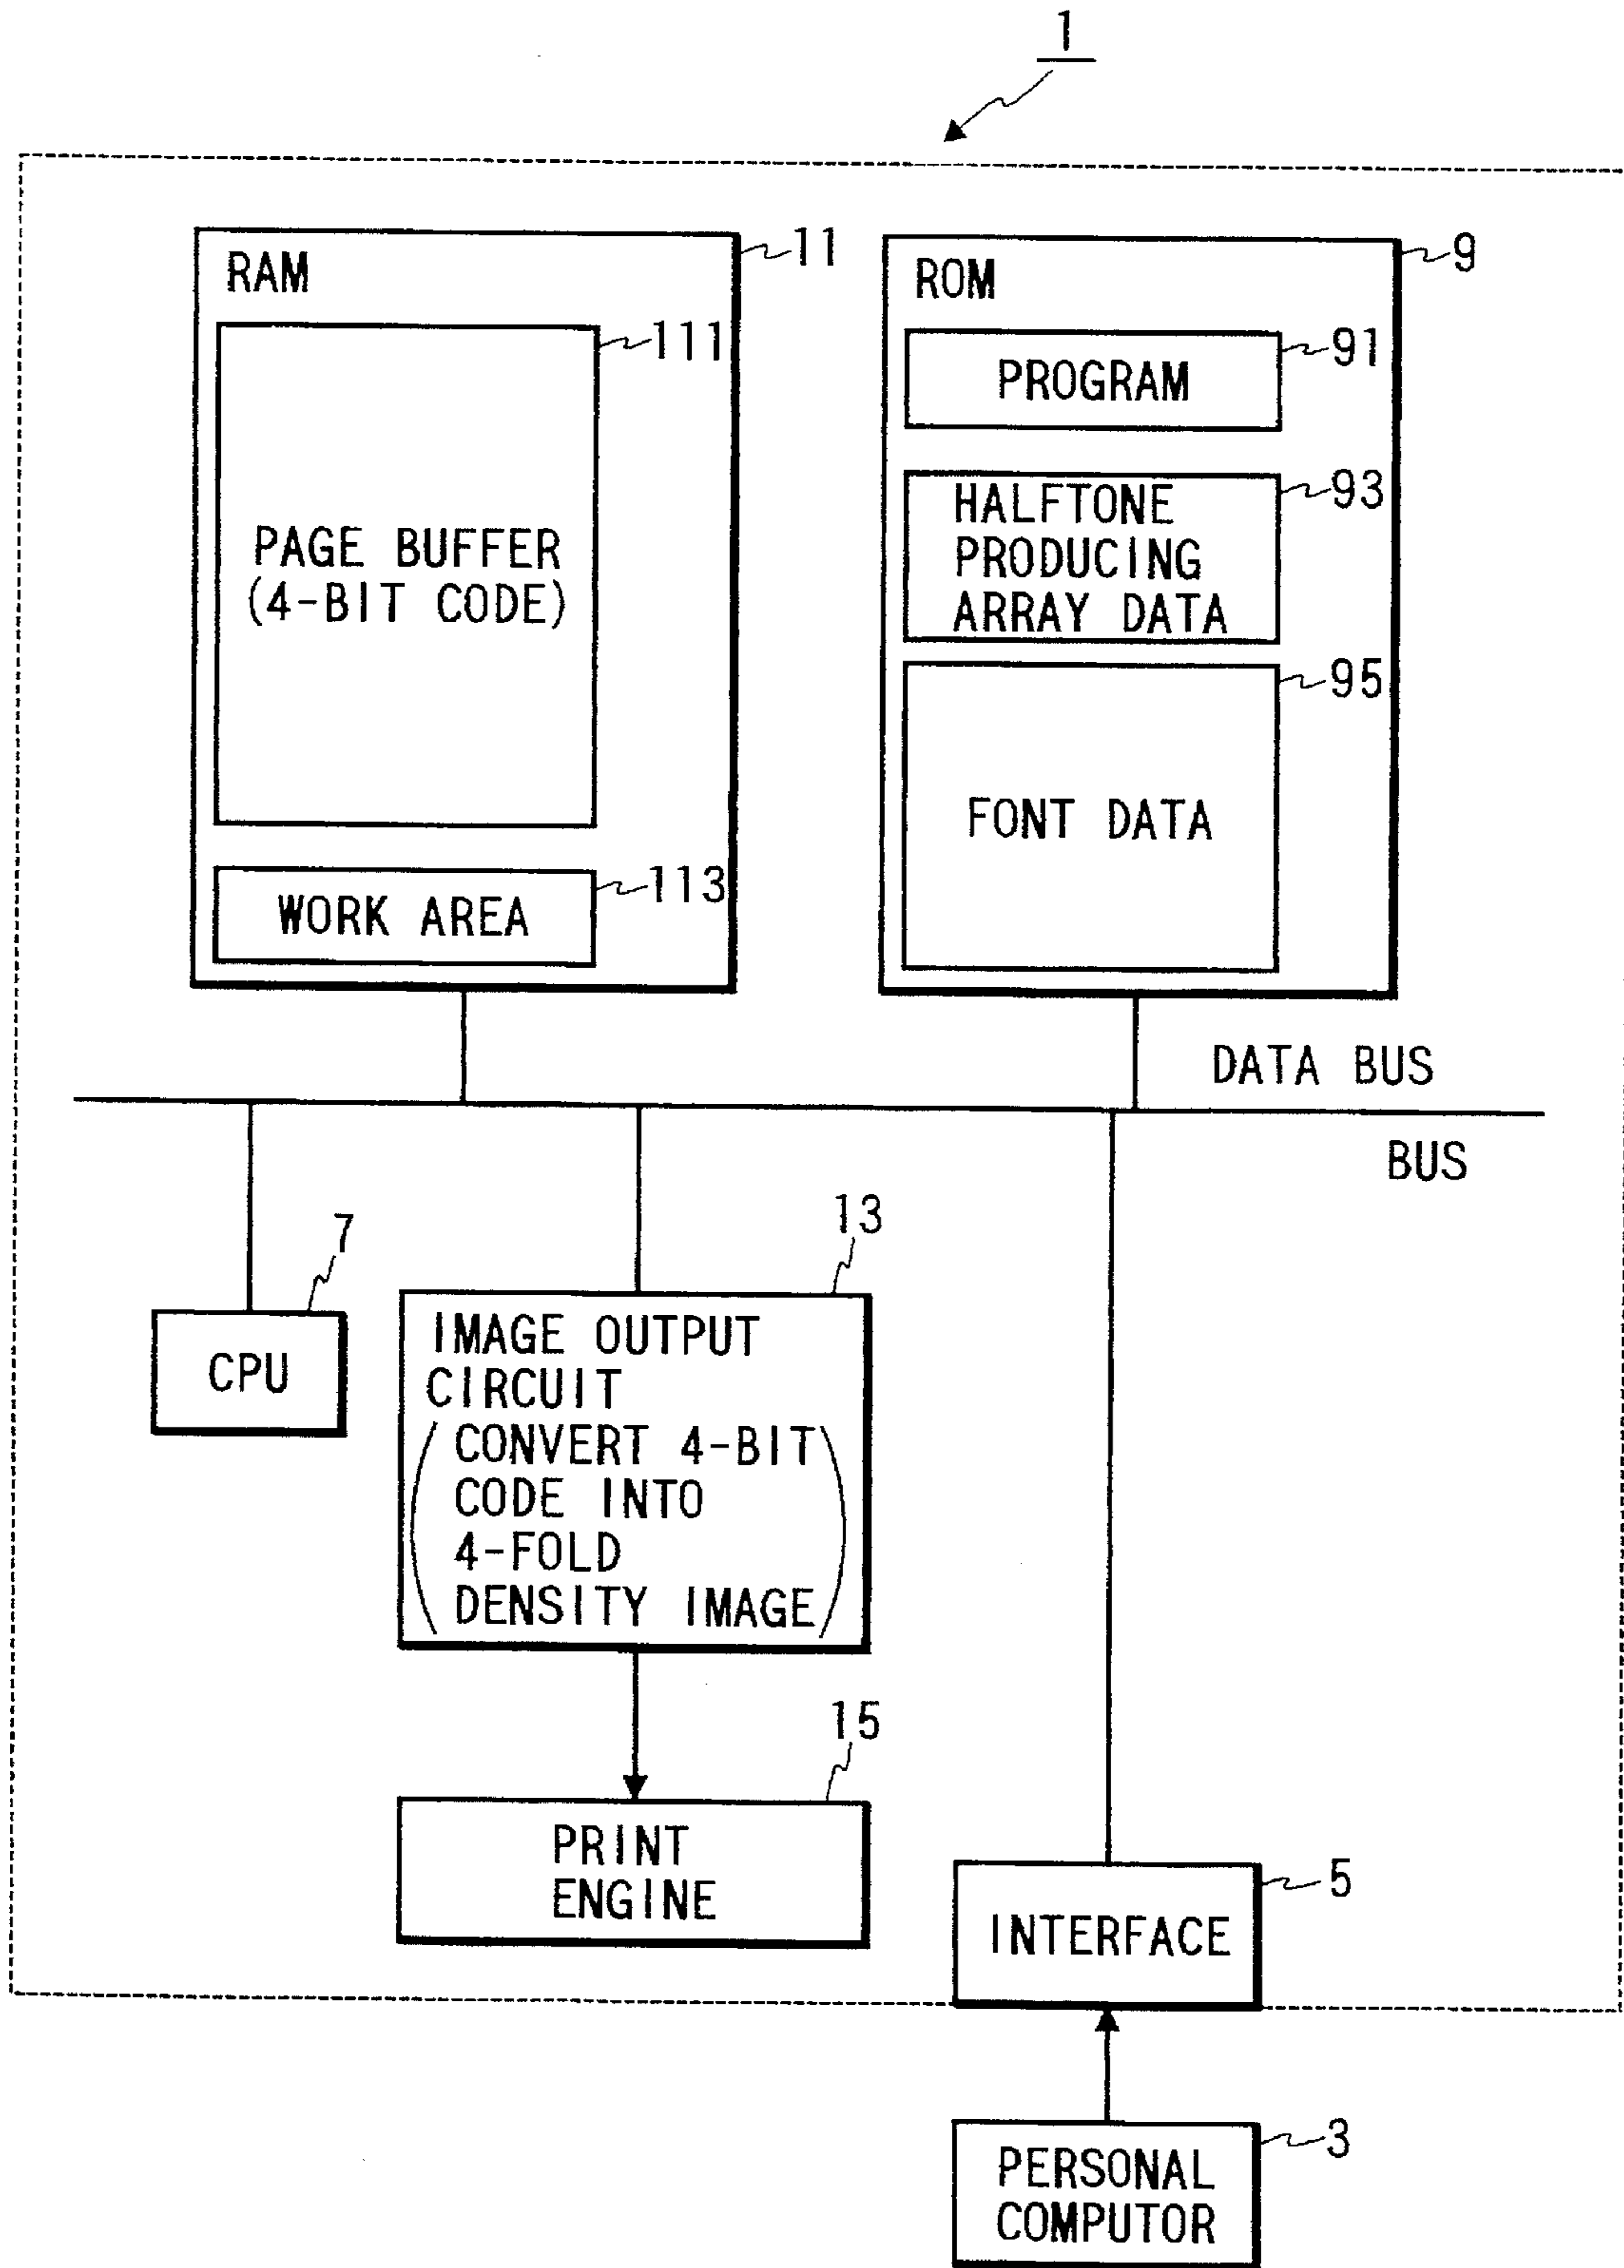 1
RAM
11
111
PAGE BUFFER
(4-BIT CODE)
WORK AREA
113
ROM
9
PROGRAM
91
HALFTONE
PRODUCING
ARRAY DATA
93
FONT DATA
95
DATA BUS
BUS
7
CPU
13
IMAGE OUTPUT
CIRCUIT
(CONVERT 4-BIT
CODE INTO
4-FOLD
DENSITY IMAGE)
15
PRINT
ENGINE
5
INTERFACE
3
PERSONAL
COMPUTOR